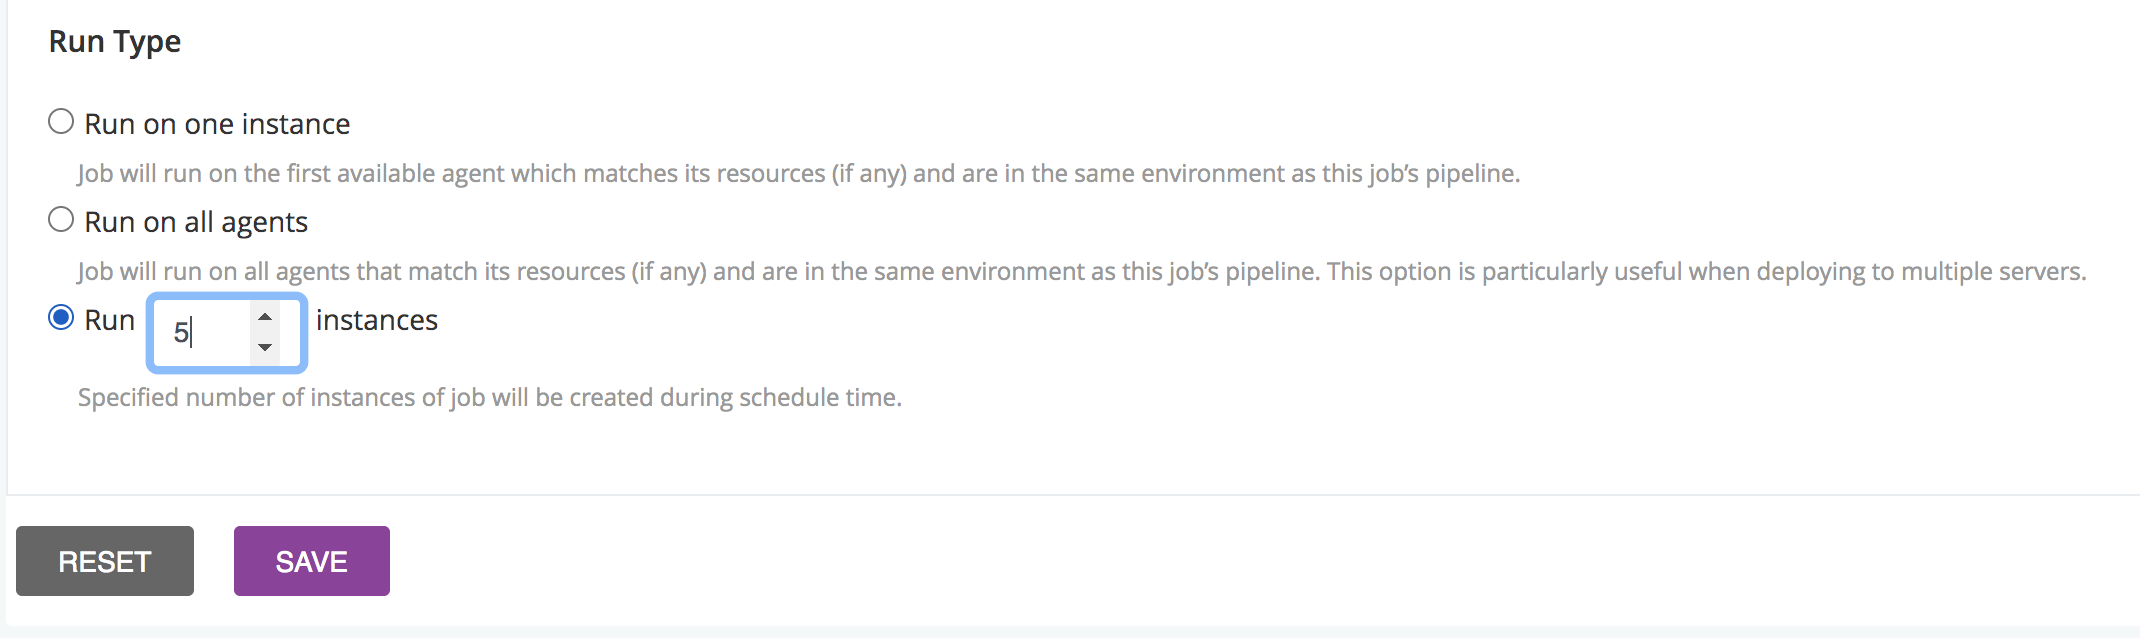 Run Type
Run on one instance
Job will run on the first available agent which matches its resources (if any) and are in the same environment as this job's pipeline.
Run on all agents
Job will run on all agents that match its resources (if any) and are in the same environment as this job's pipeline. This option is particularly useful when deploying to multiple servers.
Run 5 instances
Specified number of instances of job will be created during schedule time.
RESET SAVE